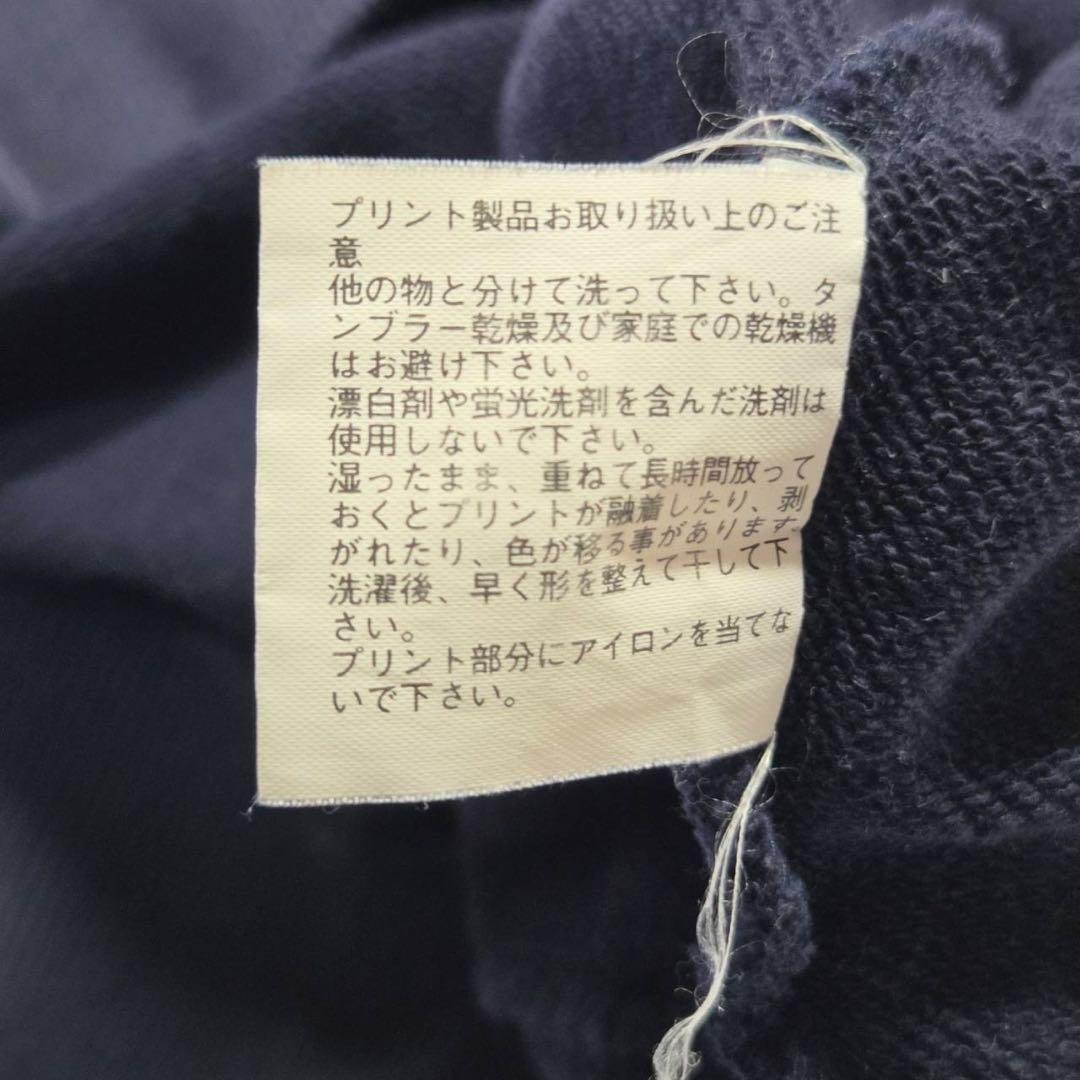 プリント製品お取り扱い上のご注
意
他の物と分けて洗って下さい。タ
ンブラー乾燥及び家庭での乾燥機
はお避け下さい。
漂白剤や蛍光洗剤を含んだ洗剤は
使用しないで下さい。
湿ったまま、重ねて長時間放って
おくとプリントが融着したり、剥
がれたり、色が移る事があります。
洗濯後、早く形を整えて干して下
さい。
プリント部分にアイロンを当てな
いで下さい。